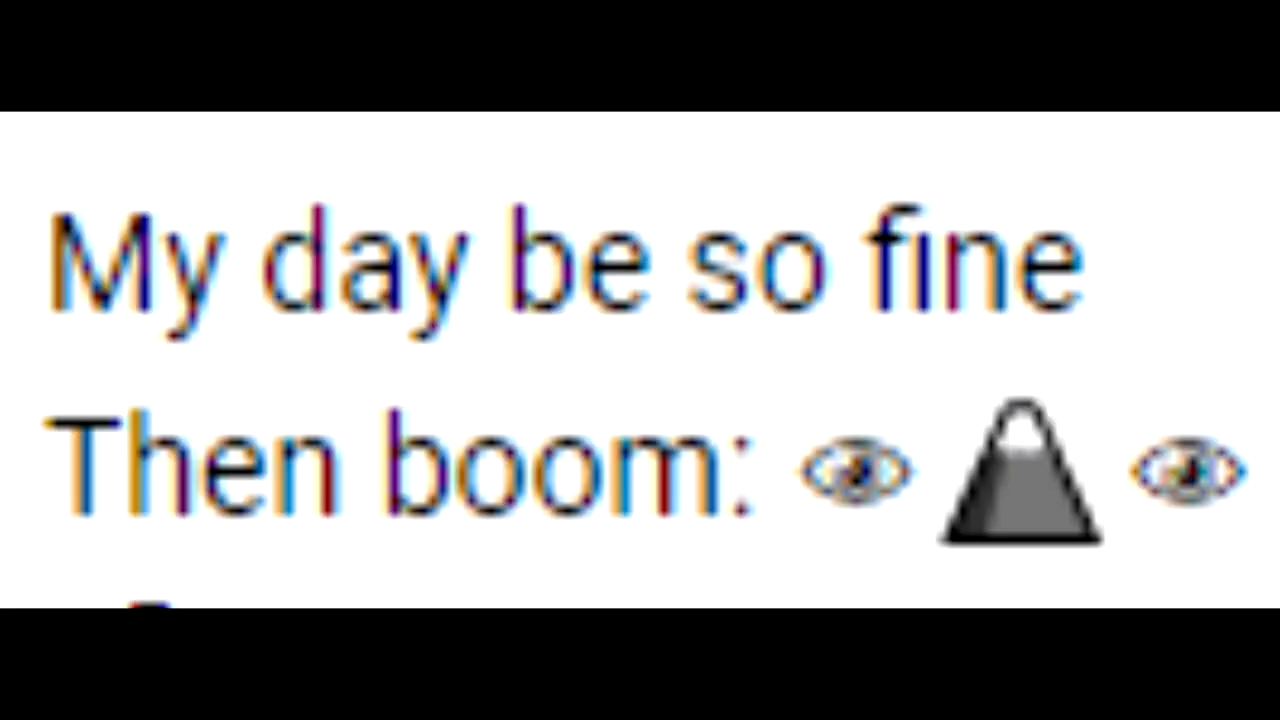 My day be so fine
Then boom: 👁🗻👁